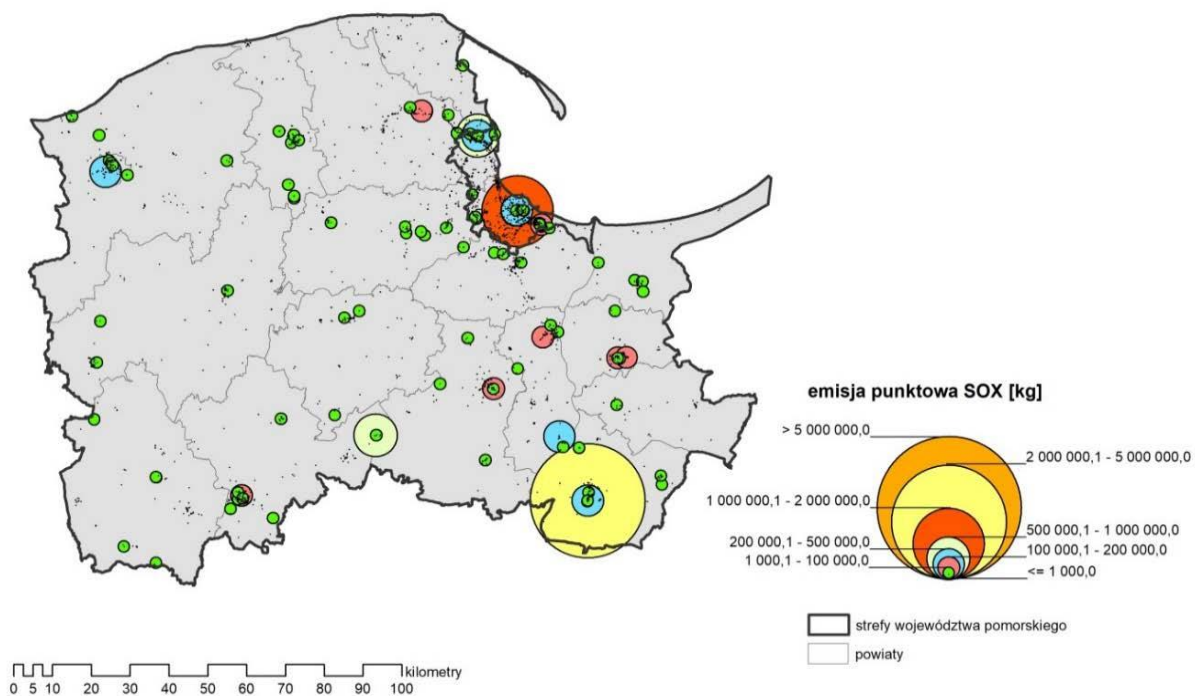 emisja punktowa SOX [kg]
> 5 000 000,0
2 000 000,1 - 5 000 000,0
1 000 000,1 - 2 000 000,0
500 000,1 - 1 000 000,0
200 000,1 - 500 000,0
100 000,1 - 200 000,0
1 000,1 - 100 000,0
<= 1 000,0
strefy województwa pomorskiego
powiaty
kilometry
0 5 10 20 30 40 50 60 70 80 90 100